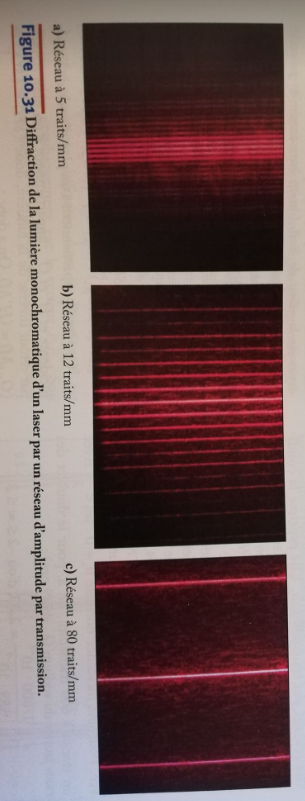 a) Réseau à 5 traits/mm
b) Réseau à 12 traits/mm
c) Réseau à 80 traits/mm
Figure 10.31 Diffraction de la lumière monochromatique d'un laser par un réseau d'amplitude par transmission.